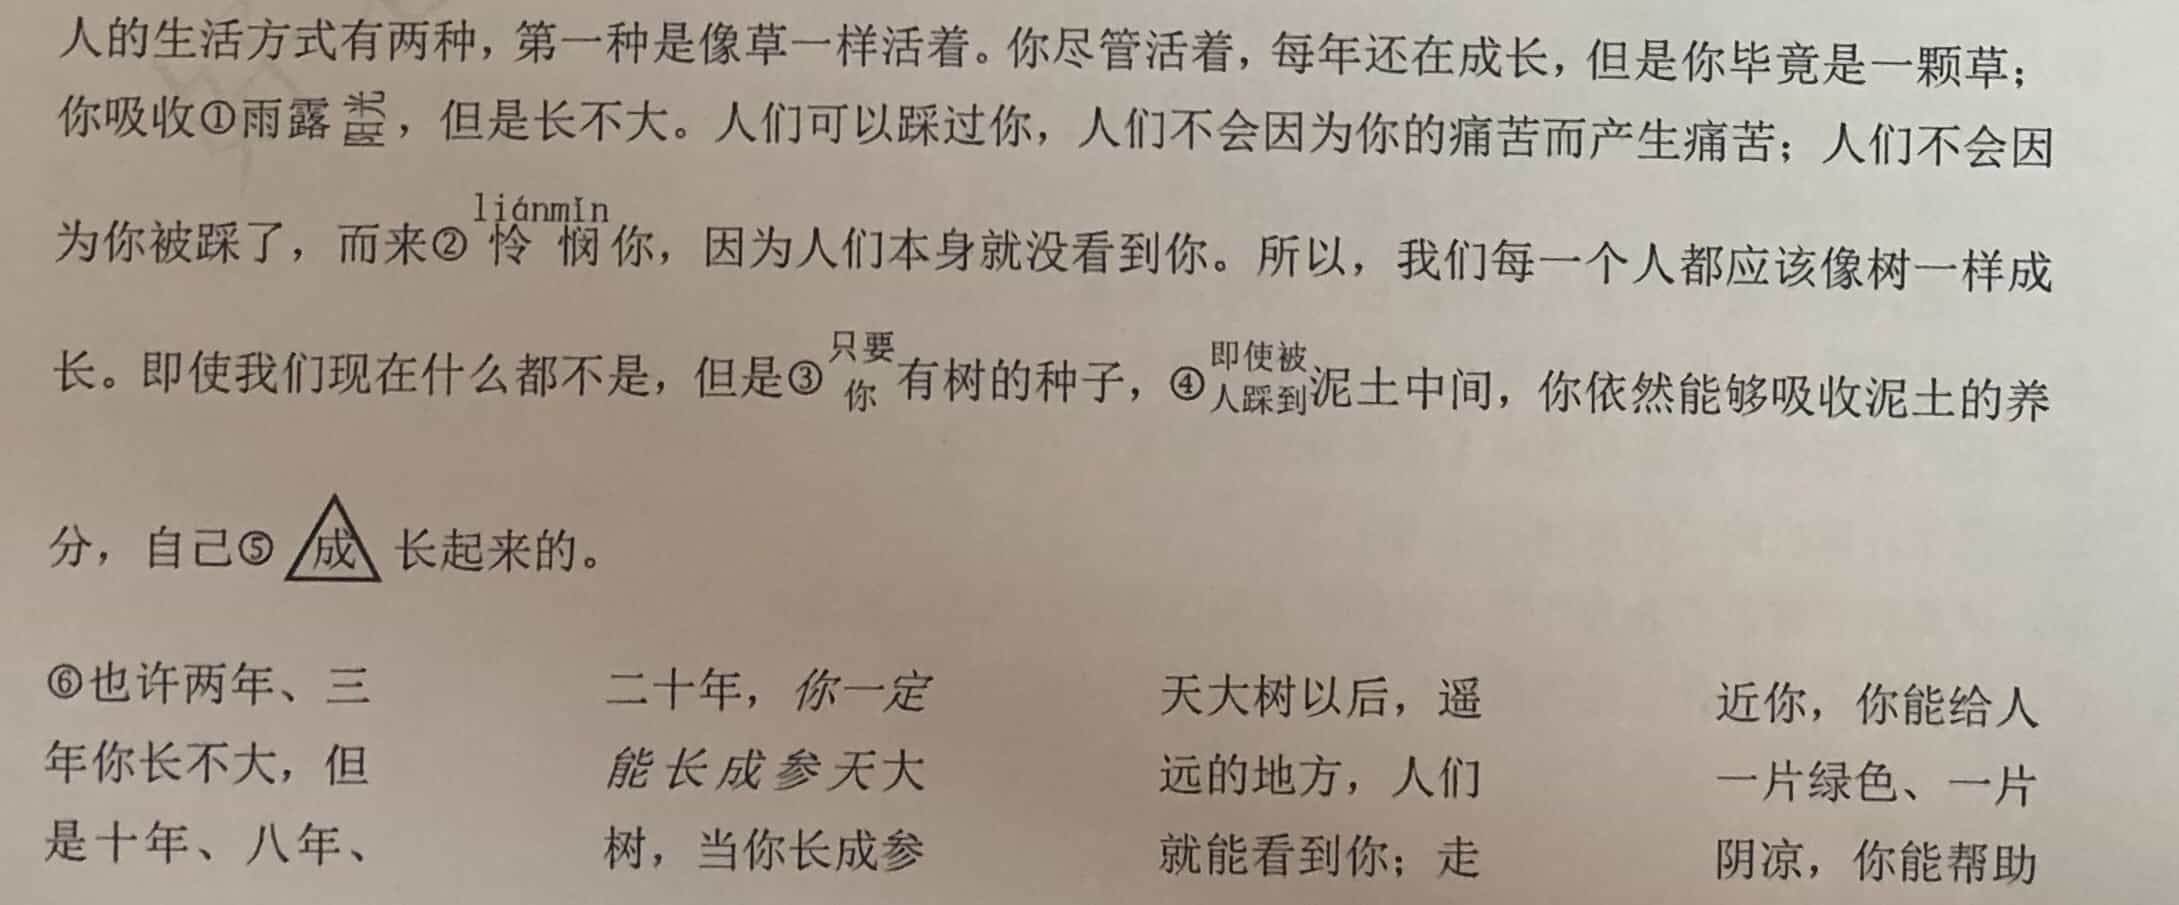 人的生活方式有两种，第一种是像草一样活着。你尽管活着，每年还在成长，但是你毕竟是一颗草；
你吸收①雨露阳光，但是长不大。人们可以踩过你，人们不会因为你的痛苦而产生痛苦；人们不会因
liánmǐn
为你被踩了，而来②怜悯你，因为人们本身就没看到你。所以，我们每一个人都应该像树一样成
长。即使我们现在什么都不是，但是③只要你有树的种子，④即使被人踩到泥土中间，你依然能够吸收泥土的养
分，自己⑤成长起来的。
⑥也许两年、三
年你长不大，但
是十年、八年、
二十年，你一定
能长成参天大
树，当你长成参
天大树以后，遥
远的地方，人们
就能看到你；走
近你，你能给人
一片绿色、一片
阴凉，你能帮助